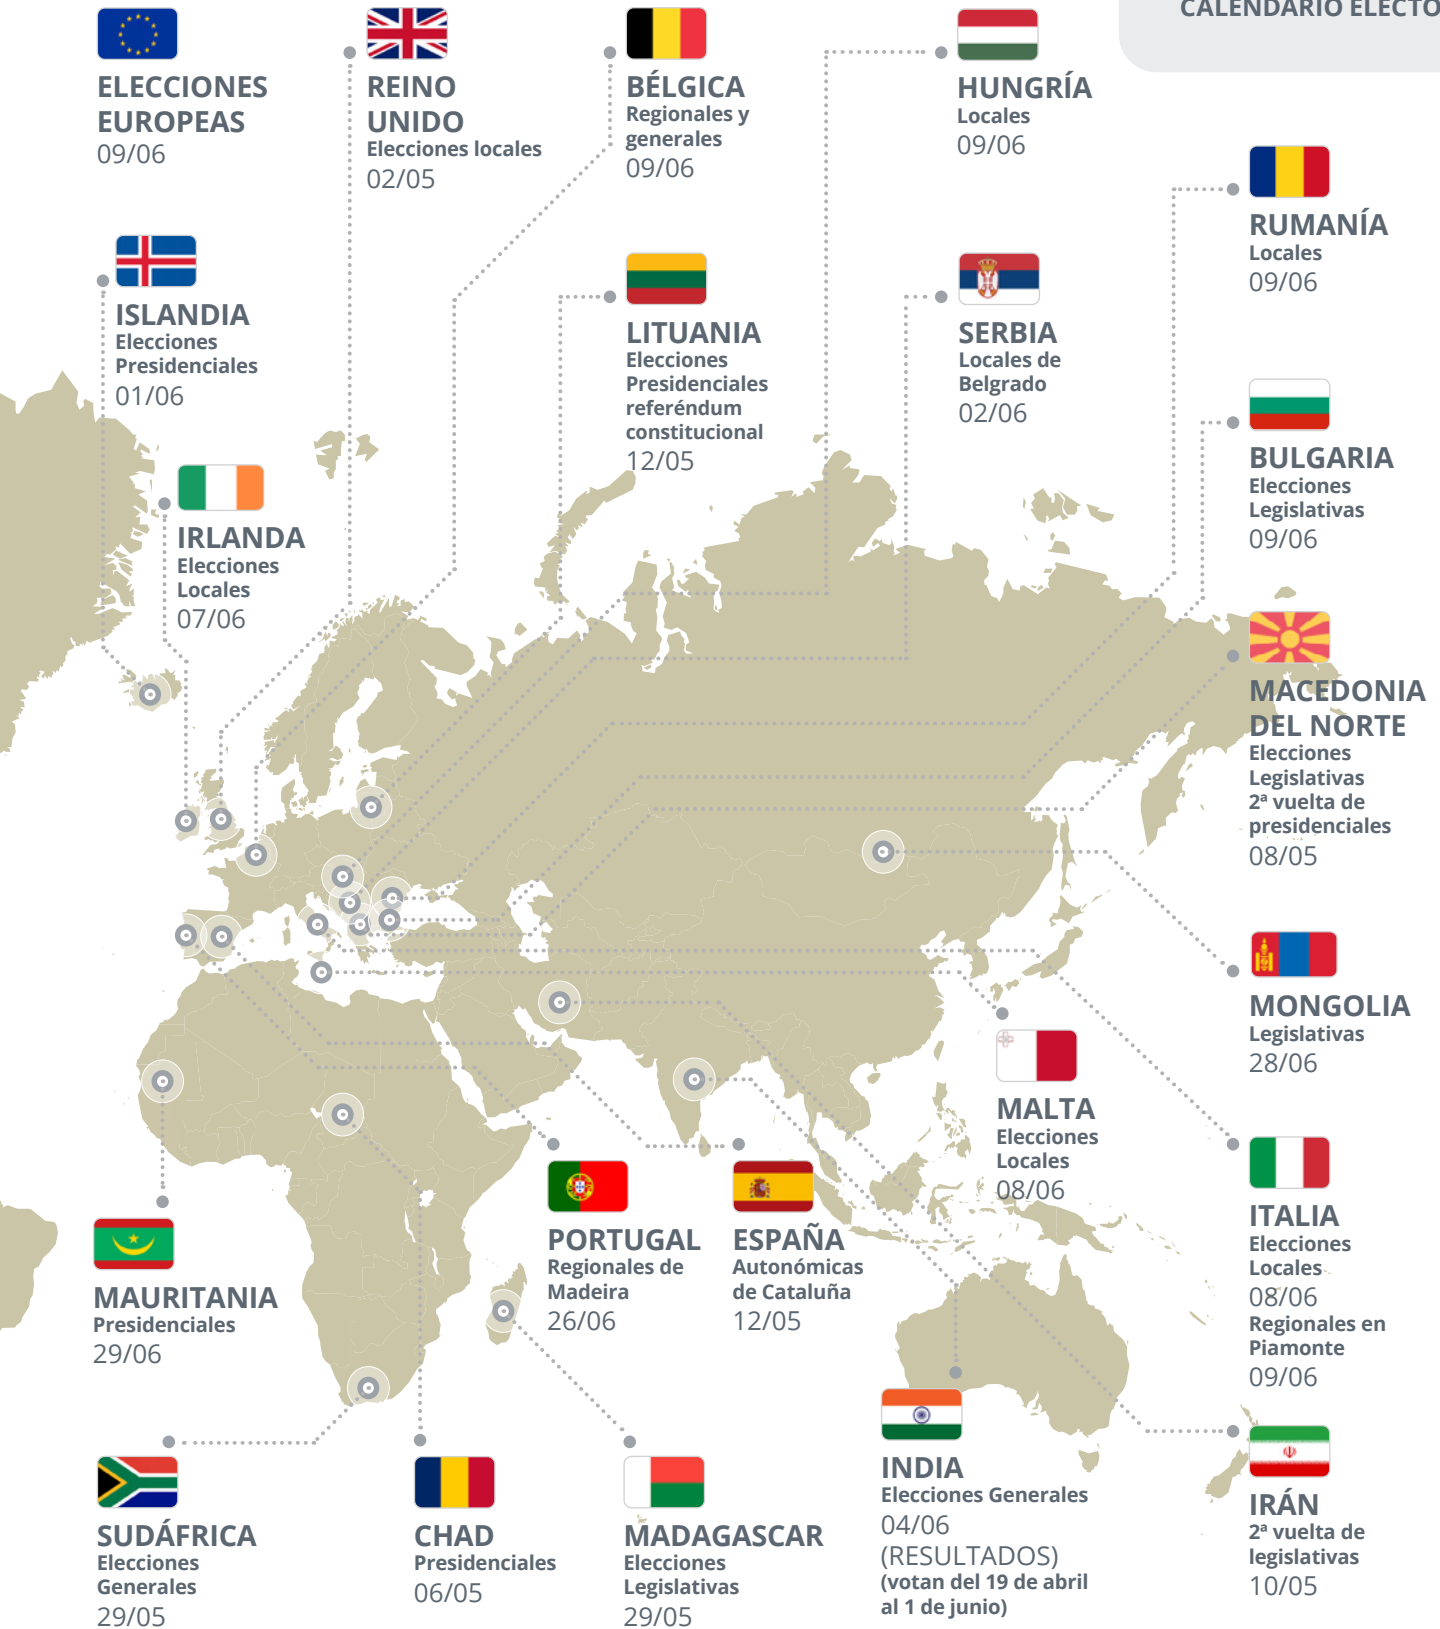 CALENDARIO ELECTO
ELECCIONES
EUROPEAS
09/06
REINO
UNIDO
Elecciones locales
02/05
BÉLGICA
Regionales y
generales
09/06
HUNGRÍA
Locales
09/06
RUMANÍA
Locales
09/06
ISLANDIA
Elecciones
Presidenciales
01/06
LITUANIA
Elecciones
Presidenciales
referéndum
constitucional
12/05
SERBIA
Locales de
Belgrado
02/06
BULGARIA
Elecciones
Legislativas
09/06
IRLANDA
Elecciones
Locales
07/06
MACEDONIA
DEL NORTE
Elecciones
Legislativas
2ª vuelta de
presidenciales
08/05
MONGOLIA
Legislativas
28/06
MALTA
Elecciones
Locales
08/06
ITALIA
Elecciones
Locales
08/06
Regionales en
Piamonte
09/06
PORTUGAL
Regionales de
Madeira
26/06
ESPAÑA
Autonómicas
de Cataluña
12/05
MAURITANIA
Presidenciales
29/06
SUDÁFRICA
Elecciones
Generales
29/05
CHAD
Presidenciales
06/05
MADAGASCAR
Elecciones
Legislativas
29/05
INDIA
Elecciones Generales
04/06
(RESULTADOS)
(votan del 19 de abril
al 1 de junio)
IRÁN
2ª vuelta de
legislativas
10/05